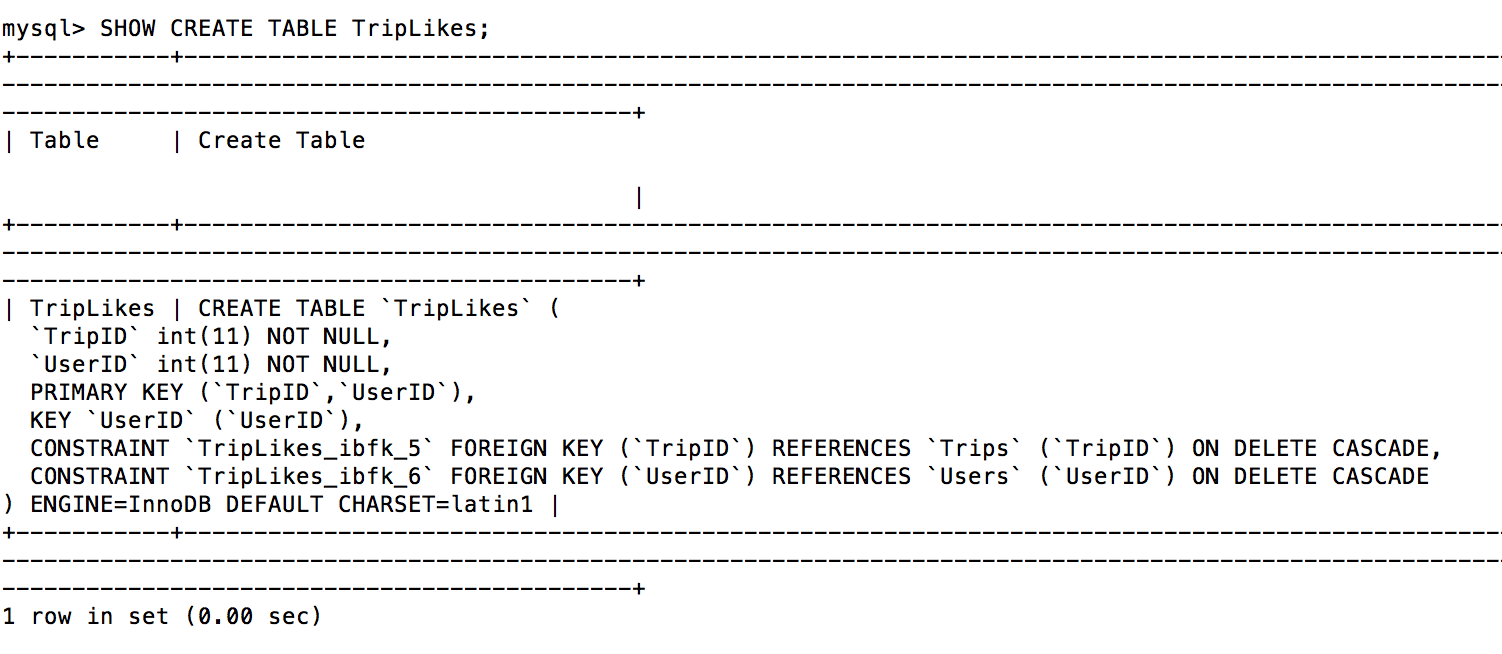 mysql> SHOW CREATE TABLE TripLikes;
+-----------+----------------------------------------------------------------------------------------------
-----------------------------------------------------------------------------------------------------------
---------------------------------------------+
| Table     | Create Table

                                             |
+-----------+----------------------------------------------------------------------------------------------
-----------------------------------------------------------------------------------------------------------
---------------------------------------------+
| TripLikes | CREATE TABLE `TripLikes` (
  `TripID` int(11) NOT NULL,
  `UserID` int(11) NOT NULL,
  PRIMARY KEY (`TripID`,`UserID`),
  KEY `UserID` (`UserID`),
  CONSTRAINT `TripLikes_ibfk_5` FOREIGN KEY (`TripID`) REFERENCES `Trips` (`TripID`) ON DELETE CASCADE,
  CONSTRAINT `TripLikes_ibfk_6` FOREIGN KEY (`UserID`) REFERENCES `Users` (`UserID`) ON DELETE CASCADE
) ENGINE=InnoDB DEFAULT CHARSET=latin1 |
+-----------+----------------------------------------------------------------------------------------------
-----------------------------------------------------------------------------------------------------------
---------------------------------------------+
1 row in set (0.00 sec)